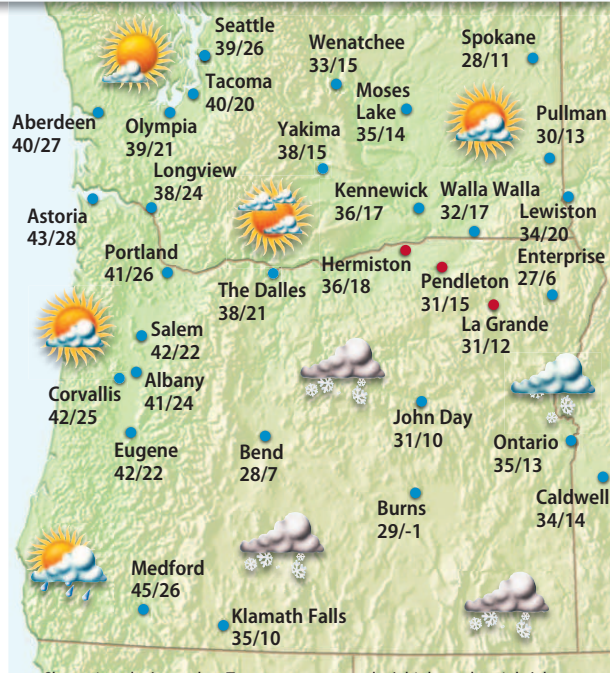 Seattle
39/26
Wenatchee
33/15
Spokane
28/11
Tacoma
40/20
Moses
Lake
35/14
Aberdeen
40/27
Olympia
39/21
Yakima
38/15
Pullman
30/13
Longview
38/24
Kennewick
36/17
Walla Walla
32/17
Lewiston
34/20
Astoria
43/28
Portland
41/26
The Dalles
38/21
Hermiston
36/18
Pendleton
31/15
Enterprise
27/6
La Grande
31/12
Salem
42/22
Albany
41/24
Corvallis
42/25
John Day
31/10
Ontario
35/13
Eugene
42/22
Bend
28/7
Burns
29/-1
Caldwell
34/14
Medford
45/26
Klamath Falls
35/10